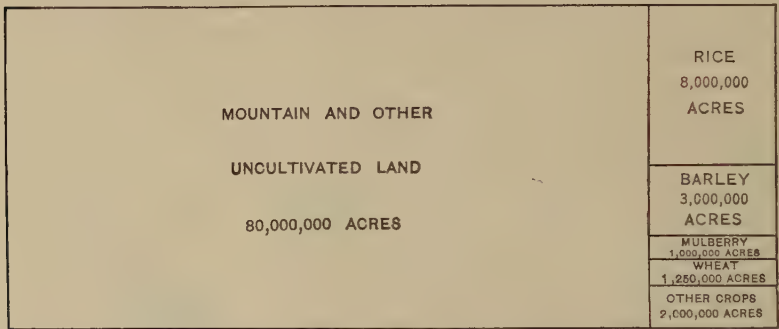 MOUNTAIN AND OTHER
UNCULTIVATED LAND
80,000,000 ACRES
RICE
8,000,000
ACRES
BARLEY
3,000,000
ACRES
MULBERRY
1,000,000 ACRES
WHEAT
1,250,000 ACRES
OTHER CROPS
2,000,000 ACRES